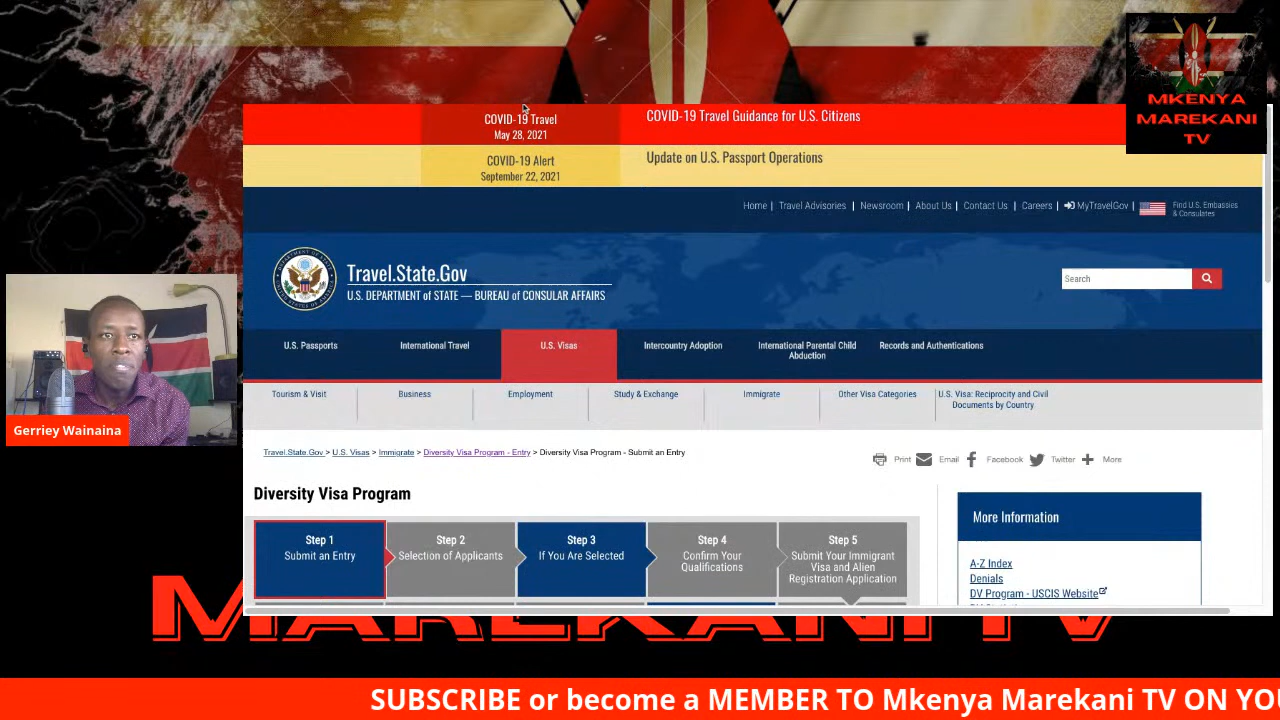 MKENYA
MAREKANI
TV
COVID-19 Travel
May 28, 2021
COVID-19 Travel Guidance for U.S. Citizens
COVID-19 Alert
September 22, 2021
Update on U.S. Passport Operations
Home | Travel Advisories | Newsroom | About Us | Contact Us | Careers | MyTravelGov |
Find U.S. Embassies
& Consulates
Travel.State.Gov
U.S. DEPARTMENT of STATE — BUREAU of CONSULAR AFFAIRS
Search
U.S. Passports
International Travel
U.S. Visas
Intercountry Adoption
International Parental Child
Abduction
Records and Authentications
Tourism & Visit
Business
Employment
Study & Exchange
Immigrate
Other Visa Categories
U.S. Visa: Reciprocity and Civil
Documents by Country
Gerriey Wainaina
Travel.State.Gov > U.S. Visas > Immigrate > Diversity Visa Program - Entry > Diversity Visa Program - Submit an Entry
Print Email Facebook Twitter More
Diversity Visa Program
Step 1
Submit an Entry
Step 2
Selection of Applicants
Step 3
If You Are Selected
Step 4
Confirm Your
Qualifications
Step 5
Submit Your Immigrant
Visa and Alien
Registration Application
More Information
A-Z Index
Denials
DV Program - USCIS Website
MAREKANI TV
SUBSCRIBE or become a MEMBER TO Mkenya Marekani TV ON YO